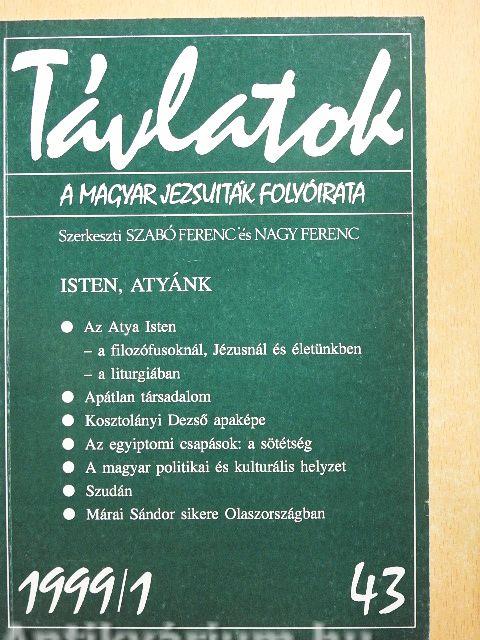 Távlatok
A MAGYAR JEZSUITÁK FOLYÓIRATA
Szerkeszti SZABÓ FERENC és NAGY FERENC
ISTEN, ATYÁNK
● Az Atya Isten
– a filozófusoknál, Jézusnál és életünkben
– a liturgiában
● Apátlan társadalom
● Kosztolányi Dezső apaképe
● Az egyiptomi csapások: a sötétség
● A magyar politikai és kulturális helyzet
● Szudán
● Márai Sándor sikere Olaszországban
1999/1 43
Antikvárium.hu